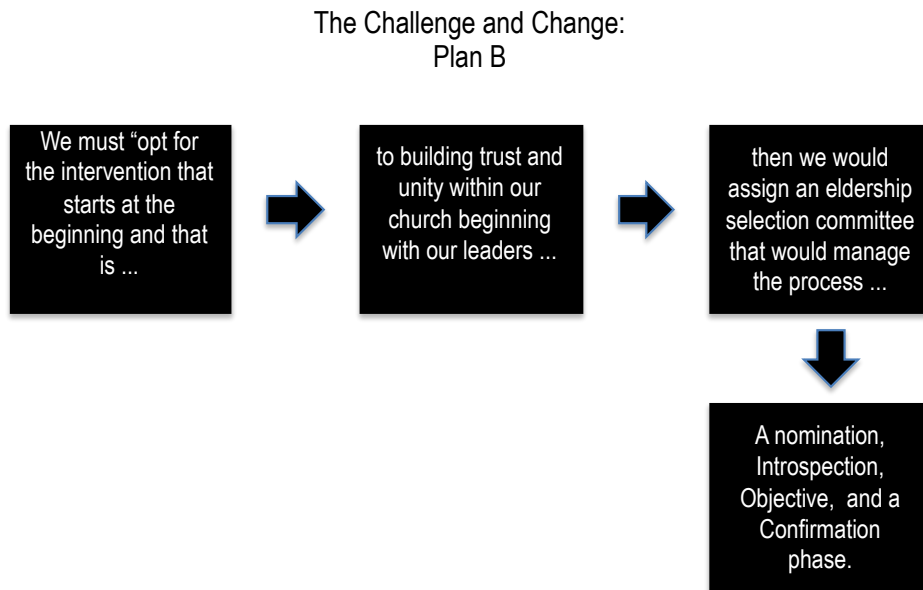 The Challenge and Change:
Plan B
We must “opt for
the intervention that
starts at the
beginning and that
is ...
to building trust and
unity within our
church beginning
with our leaders ...
then we would
assign an eldership
selection committee
that would manage
the process ...
A nomination,
Introspection,
Objective,  and a
Confirmation
phase.